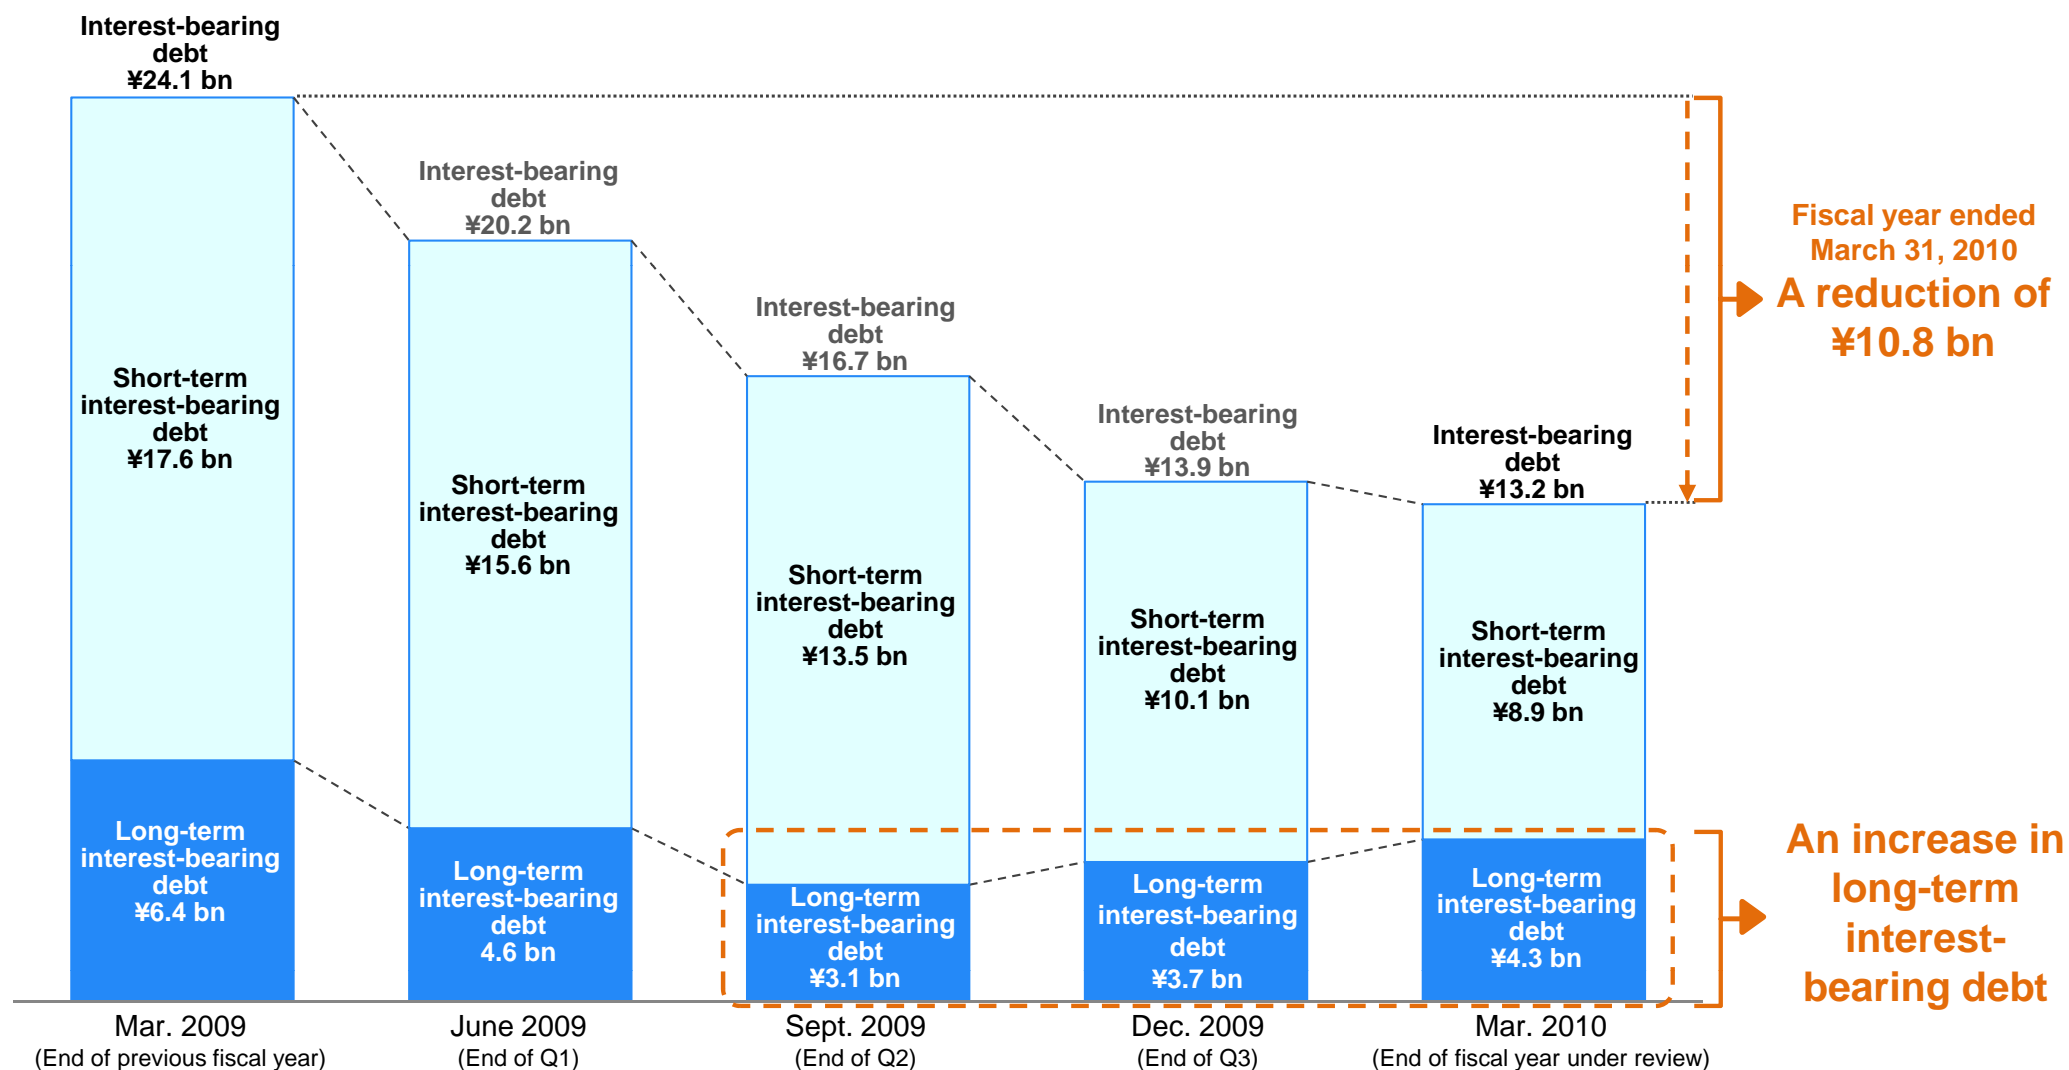 Interest-bearing
debt
¥24.1 bn
Short-term
interest-bearing
debt
¥17.6 bn
Long-term
interest-bearing
debt
¥6.4 bn
Mar. 2009
(End of previous fiscal year)
Interest-bearing
debt
¥20.2 bn
Short-term
interest-bearing
debt
¥15.6 bn
Long-term
interest-bearing
debt
4.6 bn
June 2009
(End of Q1)
Interest-bearing
debt
¥16.7 bn
Short-term
interest-bearing
debt
¥13.5 bn
Long-term
interest-bearing
debt
¥3.1 bn
Sept. 2009
(End of Q2)
Interest-bearing
debt
¥13.9 bn
Short-term
interest-bearing
debt
¥10.1 bn
Long-term
interest-bearing
debt
¥3.7 bn
Dec. 2009
(End of Q3)
Interest-bearing
debt
¥13.2 bn
Short-term
interest-bearing
debt
¥8.9 bn
Long-term
interest-bearing
debt
¥4.3 bn
Mar. 2010
(End of fiscal year under review)
Fiscal year ended
March 31, 2010
A reduction of
¥10.8 bn
An increase in
long-term
interest-
bearing debt